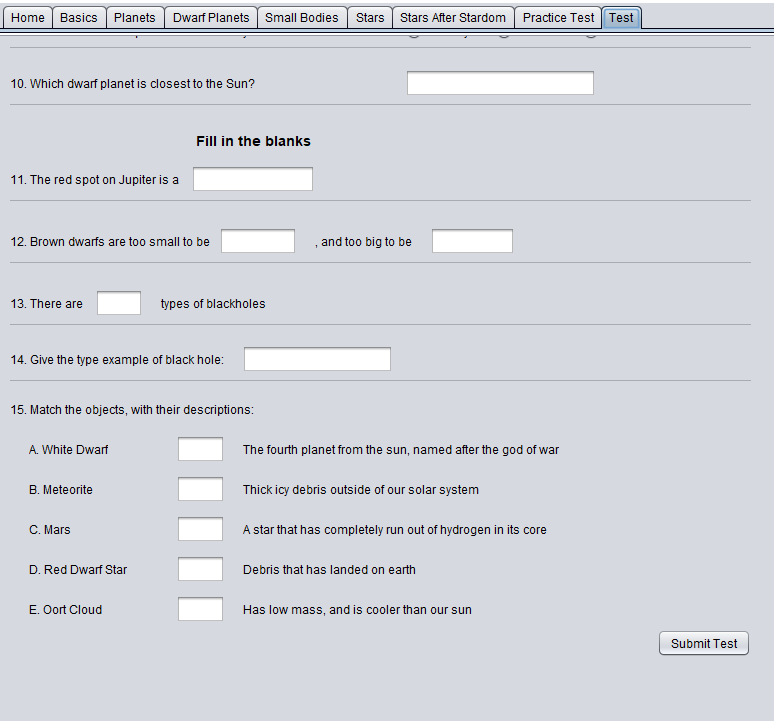 Home Basics Planets Dwarf Planets Small Bodies Stars Stars After Stardom Practice Test Test
10. Which dwarf planet is closest to the Sun?
Fill in the blanks
11. The red spot on Jupiter is a
12. Brown dwarfs are too small to be , and too big to be
13. There are types of blackholes
14. Give the type example of black hole:
15. Match the objects, with their descriptions:
A. White Dwarf The fourth planet from the sun, named after the god of war
B. Meteorite Thick icy debris outside of our solar system
C. Mars A star that has completely run out of hydrogen in its core
D. Red Dwarf Star Debris that has landed on earth
E. Oort Cloud Has low mass, and is cooler than our sun
Submit Test